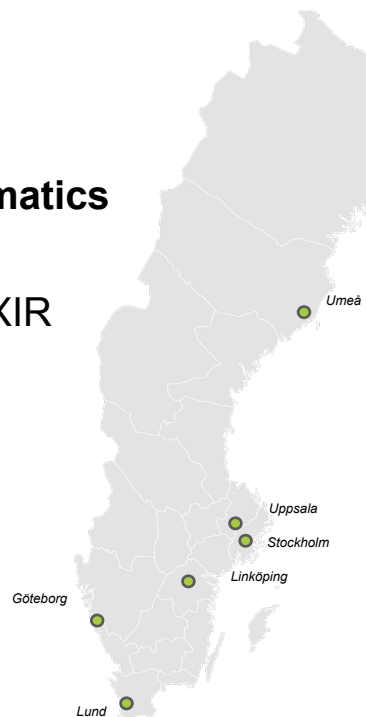 matics
XIR
Umeå
Uppsala
Stockholm
Linköping
Göteborg
Lund